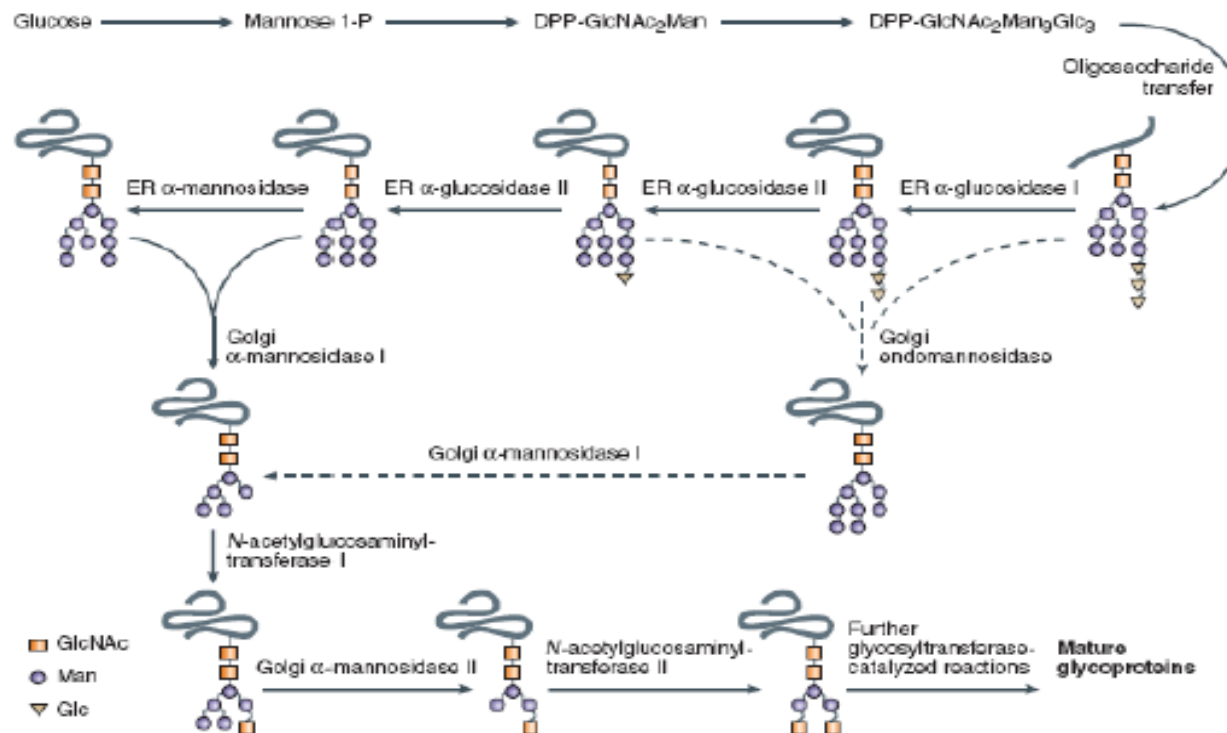 Glucose
Mannose 1-P
DPP-GlcNAc₂Man
DPP-GlcNAc₂Man₉Glc₃
Oligosaccharide
transfer
ER α-mannosidase
ER α-glucosidase II
ER α-glucosidase II
ER α-glucosidase I
Golgi
α-mannosidase I
Golgi
endomannosidase
Golgi α-mannosidase I
N-acetylglucosaminyl-
transferase I
GlcNAc
Man
Glc
Golgi α-mannosidase II
N-acetylglucosaminyl-
transferase II
Further
glycosyltransferase-
catalyzed reactions
Mature
glycoproteins